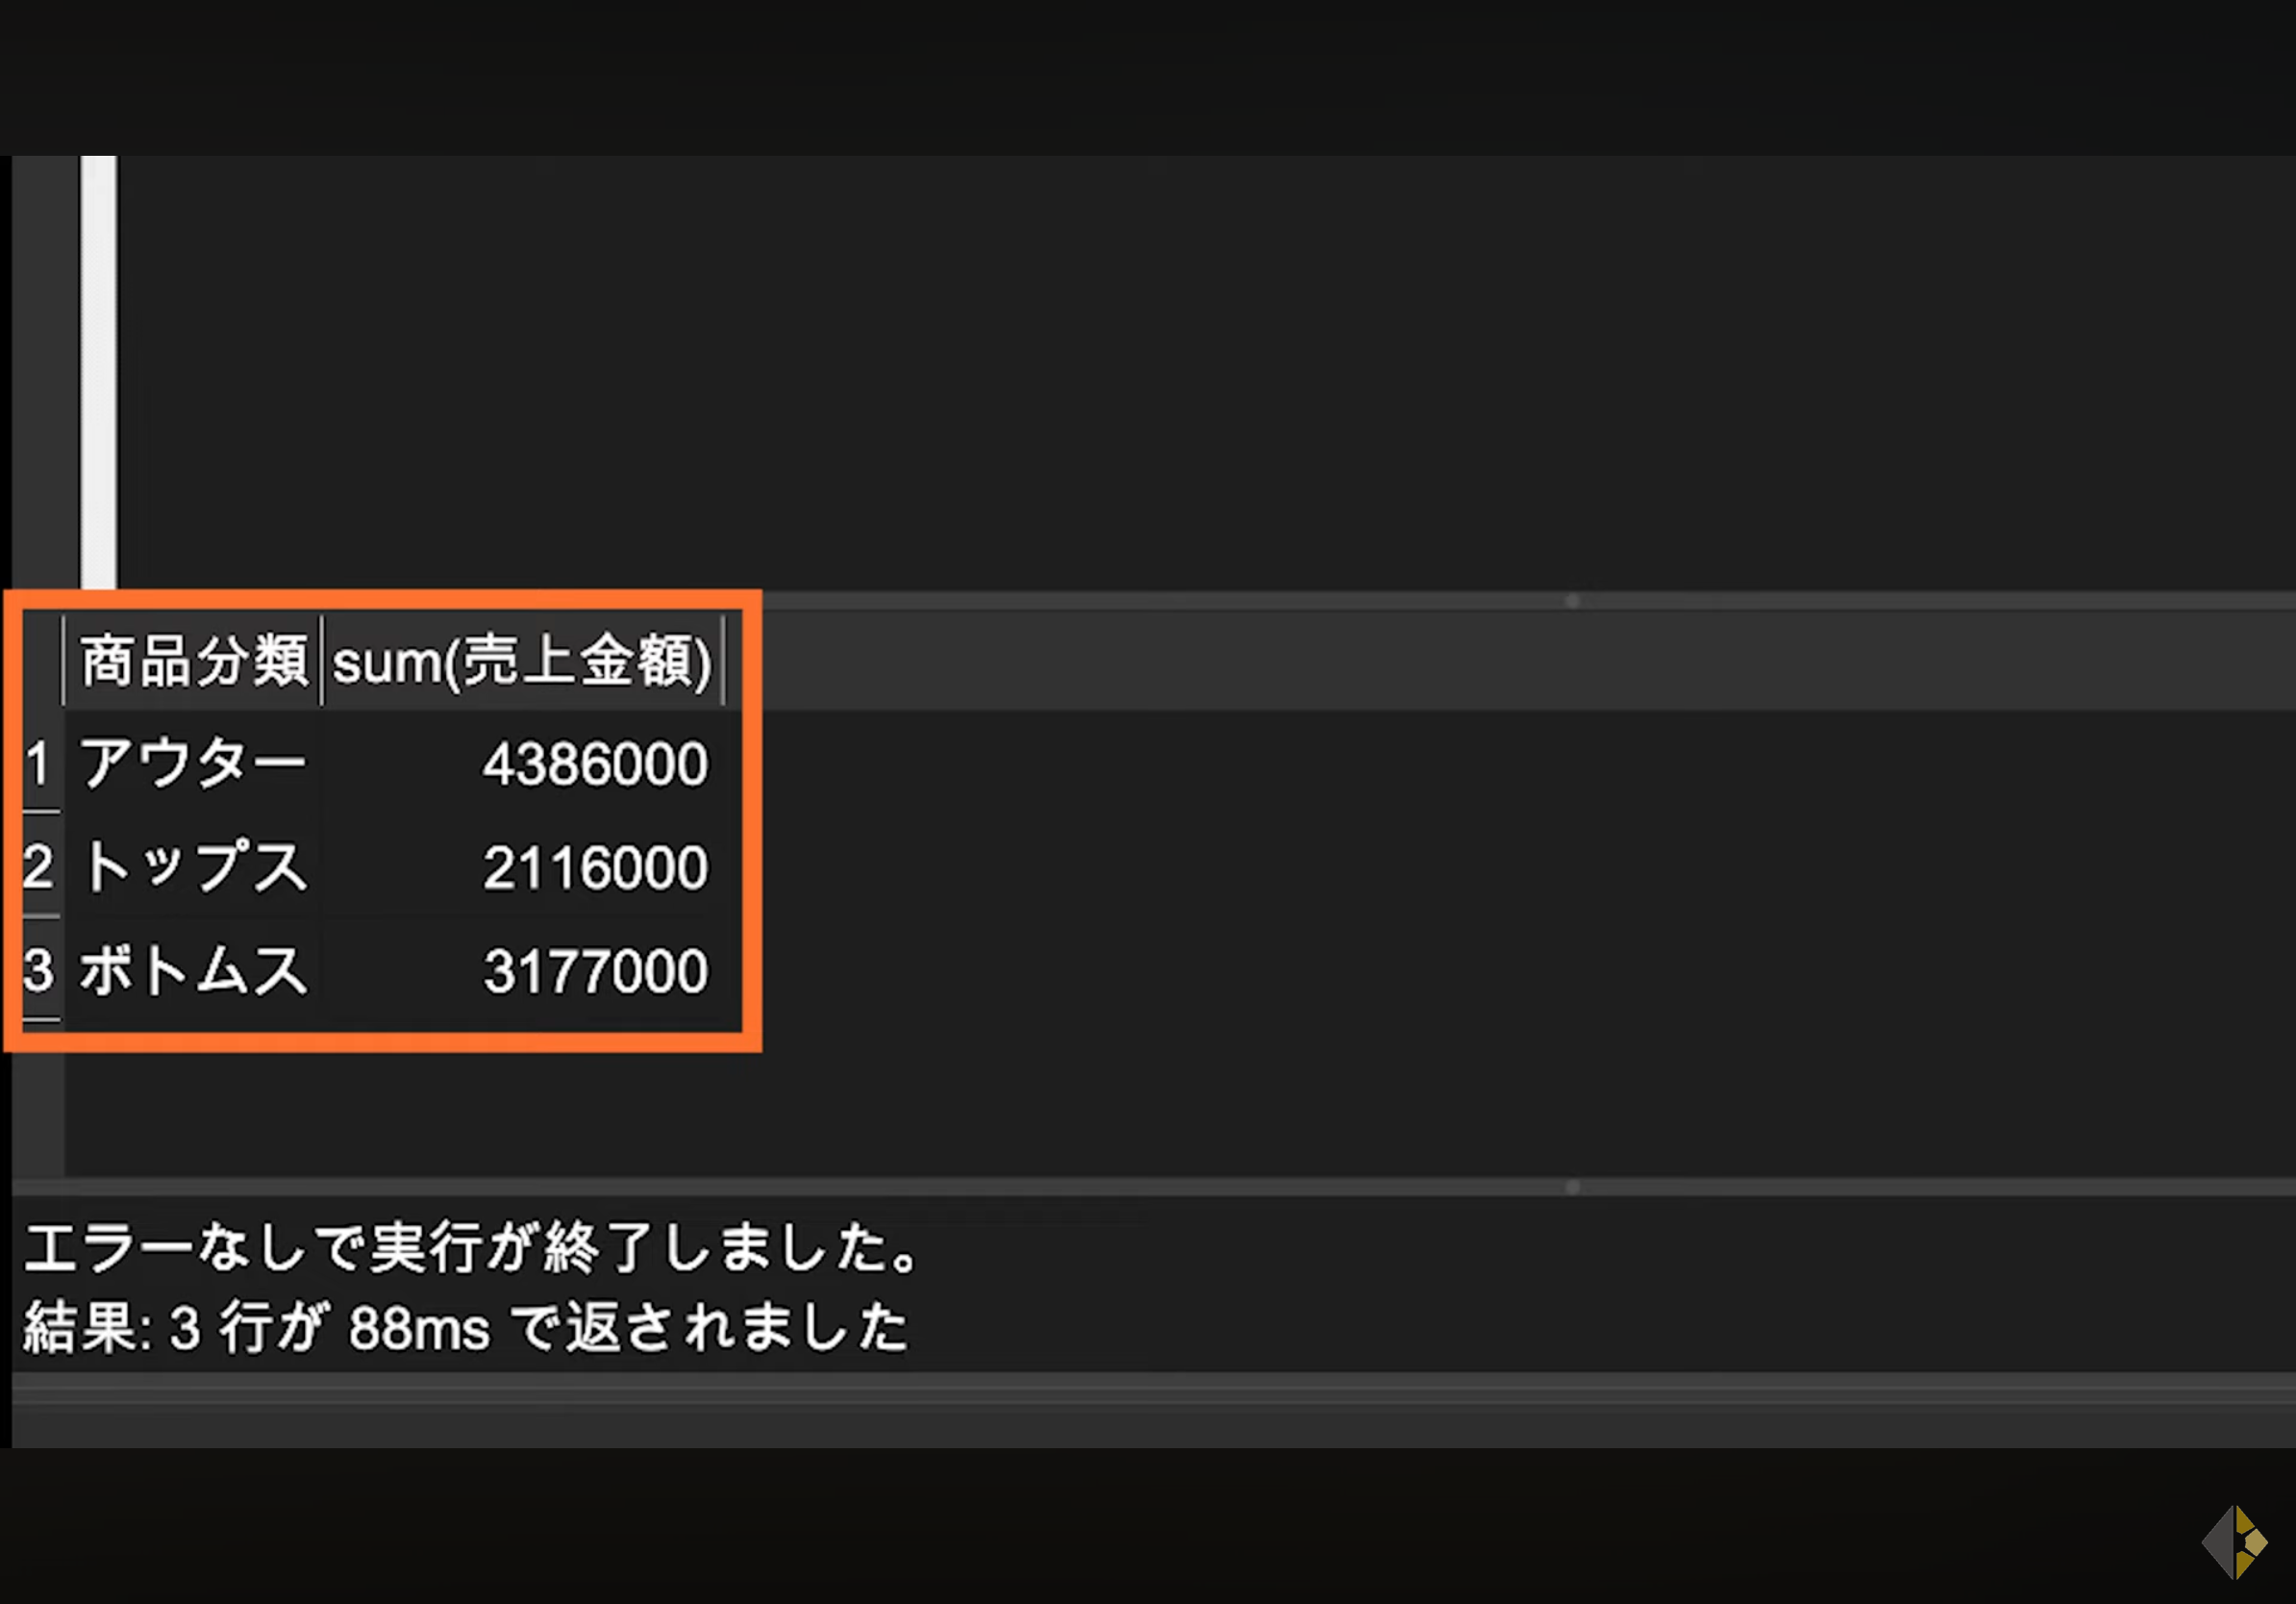 商品分類 sum(売上金額)
1 アウター 4386000
2 トップス 2116000
3 ボトムス 3177000
エラーなしで実行が終了しました。
結果: 3 行が 88ms で返されました